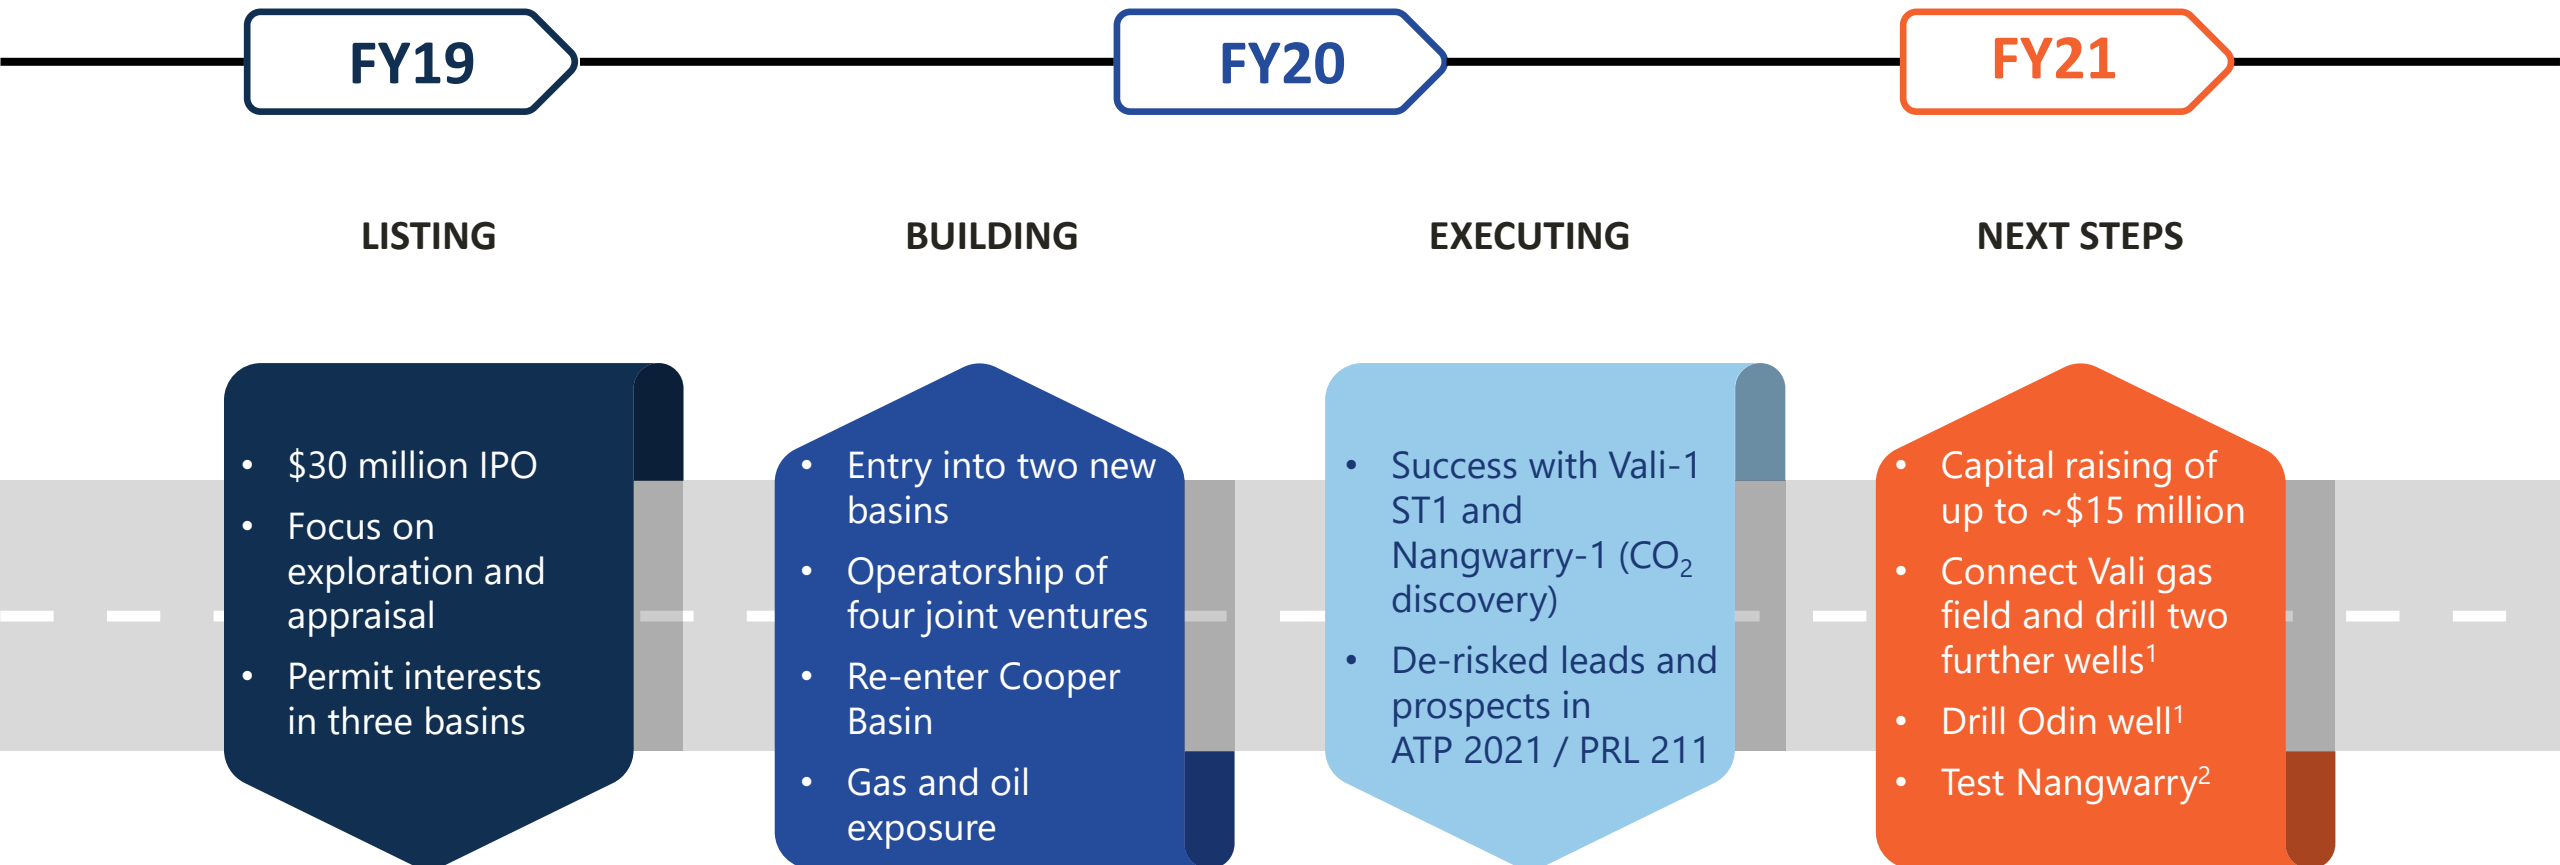 FY19
FY20
FY21
LISTING
BUILDING
EXECUTING
NEXT STEPS
• $30 million IPO
• Focus on
exploration and
appraisal
• Permit interests
in three basins
• Entry into two new
basins
• Operatorship of
four joint ventures
• Re-enter Cooper
Basin
• Gas and oil
exposure
• Success with Vali-1
ST1 and
Nangwarry-1 (CO₂
discovery)
• De-risked leads and
prospects in
ATP 2021 / PRL 211
• Capital raising of
up to ~$15 million
• Connect Vali gas
field and drill two
further wells¹
• Drill Odin well¹
• Test Nangwarry²